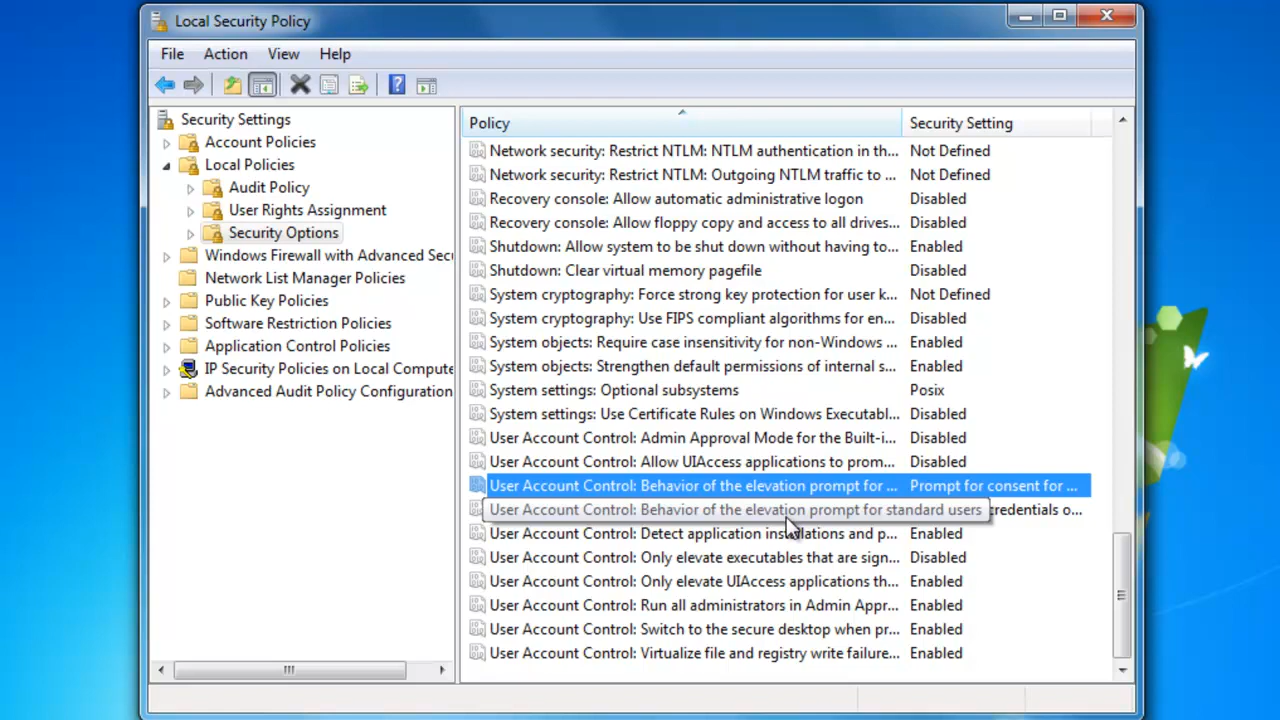 Local Security Policy
File Action View Help
Security Settings
Account Policies
Local Policies
Audit Policy
User Rights Assignment
Security Options
Windows Firewall with Advanced Secu
Network List Manager Policies
Public Key Policies
Software Restriction Policies
Application Control Policies
IP Security Policies on Local Compute
Advanced Audit Policy Configuration
Policy Security Setting
Network security: Restrict NTLM: NTLM authentication in th... Not Defined
Network security: Restrict NTLM: Outgoing NTLM traffic to ... Not Defined
Recovery console: Allow automatic administrative logon Disabled
Recovery console: Allow floppy copy and access to all drives... Disabled
Shutdown: Allow system to be shut down without having to... Enabled
Shutdown: Clear virtual memory pagefile Disabled
System cryptography: Force strong key protection for user k... Not Defined
System cryptography: Use FIPS compliant algorithms for en... Disabled
System objects: Require case insensitivity for non-Windows ... Enabled
System objects: Strengthen default permissions of internal s... Enabled
System settings: Optional subsystems Posix
System settings: Use Certificate Rules on Windows Executabl... Disabled
User Account Control: Admin Approval Mode for the Built-i... Disabled
User Account Control: Allow UIAccess applications to prom... Disabled
User Account Control: Behavior of the elevation prompt for ... Prompt for consent for ...
User Account Control: Behavior of the elevation prompt for standard users credentials o...
User Account Control: Detect application installations and p... Enabled
User Account Control: Only elevate executables that are sign... Disabled
User Account Control: Only elevate UIAccess applications th... Enabled
User Account Control: Run all administrators in Admin Appr... Enabled
User Account Control: Switch to the secure desktop when pr... Enabled
User Account Control: Virtualize file and registry write failure... Enabled